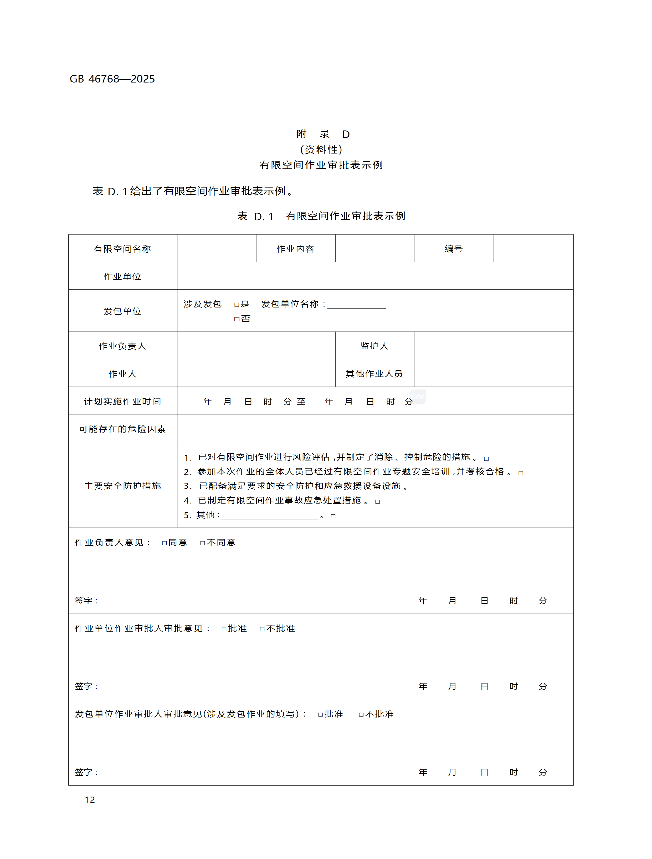 GB 46768—2025
附 录 D
(资料性)
有限空间作业审批表示例
表 D.1给出了有限空间作业审批表示例。
表 D.1 有限空间作业审批表示例
有限空间名称 作业内容 编号
作业单位
发包单位 涉及发包 □是 发包单位名称:____________
□否
作业负责人 监护人
作业人 其他作业人员
计划实施作业时间 年 月 日 时 分 至 年 月 日 时 分
可能存在的危险因素
主要安全防护措施
1. 已对有限空间作业进行风险评估,并制定了消除、控制危险的措施。□
2. 参加本次作业的全体人员已经过有限空间作业专题安全培训,并考核合格。□
3. 已配备满足要求的安全防护和应急救援设备设施。
4. 已制定有限空间作业事故应急处置措施。□
5. 其他:____________________。□
作业负责人意见: □同意 □不同意
签字: 年 月 日 时 分
作业单位作业审批人审批意见: □批准 □不批准
签字: 年 月 日 时 分
发包单位作业审批人审批意见(涉及发包作业的填写): □批准 □不批准
签字: 年 月 日 时 分
12